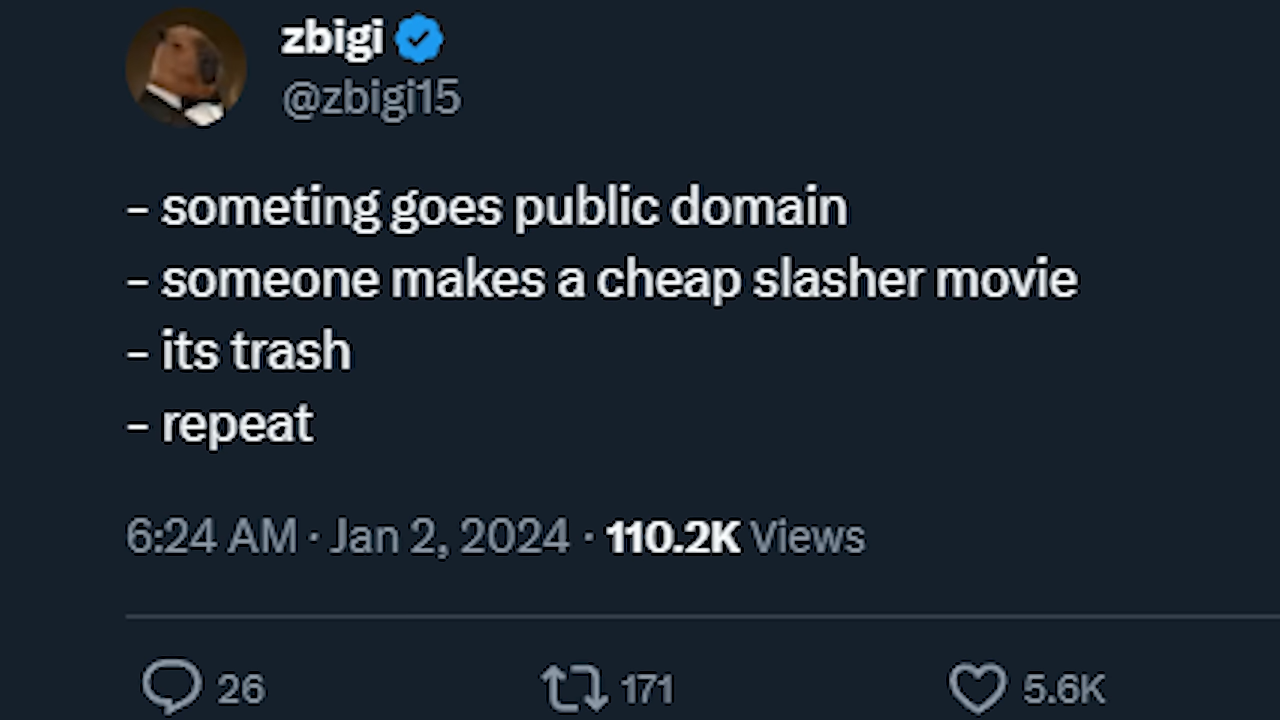 zbigi
@zbigi15
– someting goes public domain
– someone makes a cheap slasher movie
– its trash
– repeat
6:24 AM · Jan 2, 2024 · 110.2K Views
26 171 5.6K